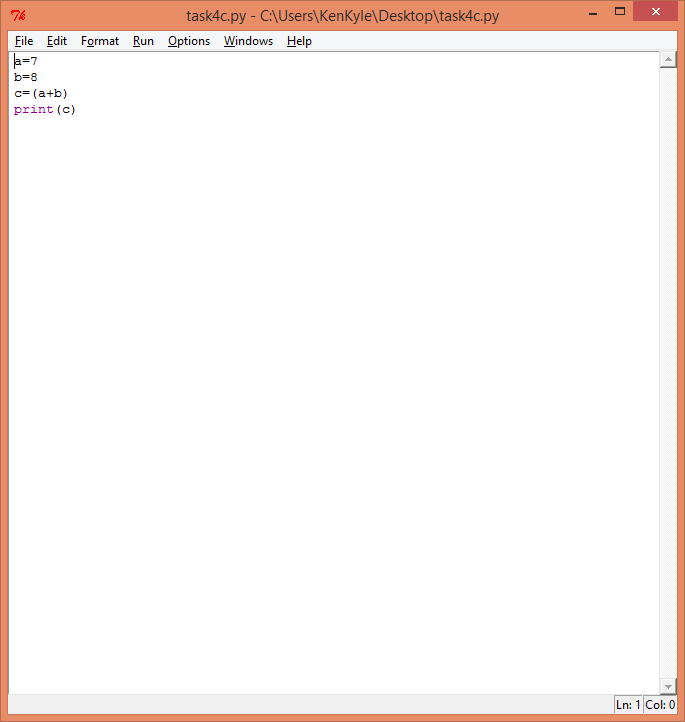 task4c.py - C:\Users\KenKyle\Desktop\task4c.py
File Edit Format Run Options Windows Help
a=7
b=8
c=(a+b)
print(c)
Ln: 1 Col: 0